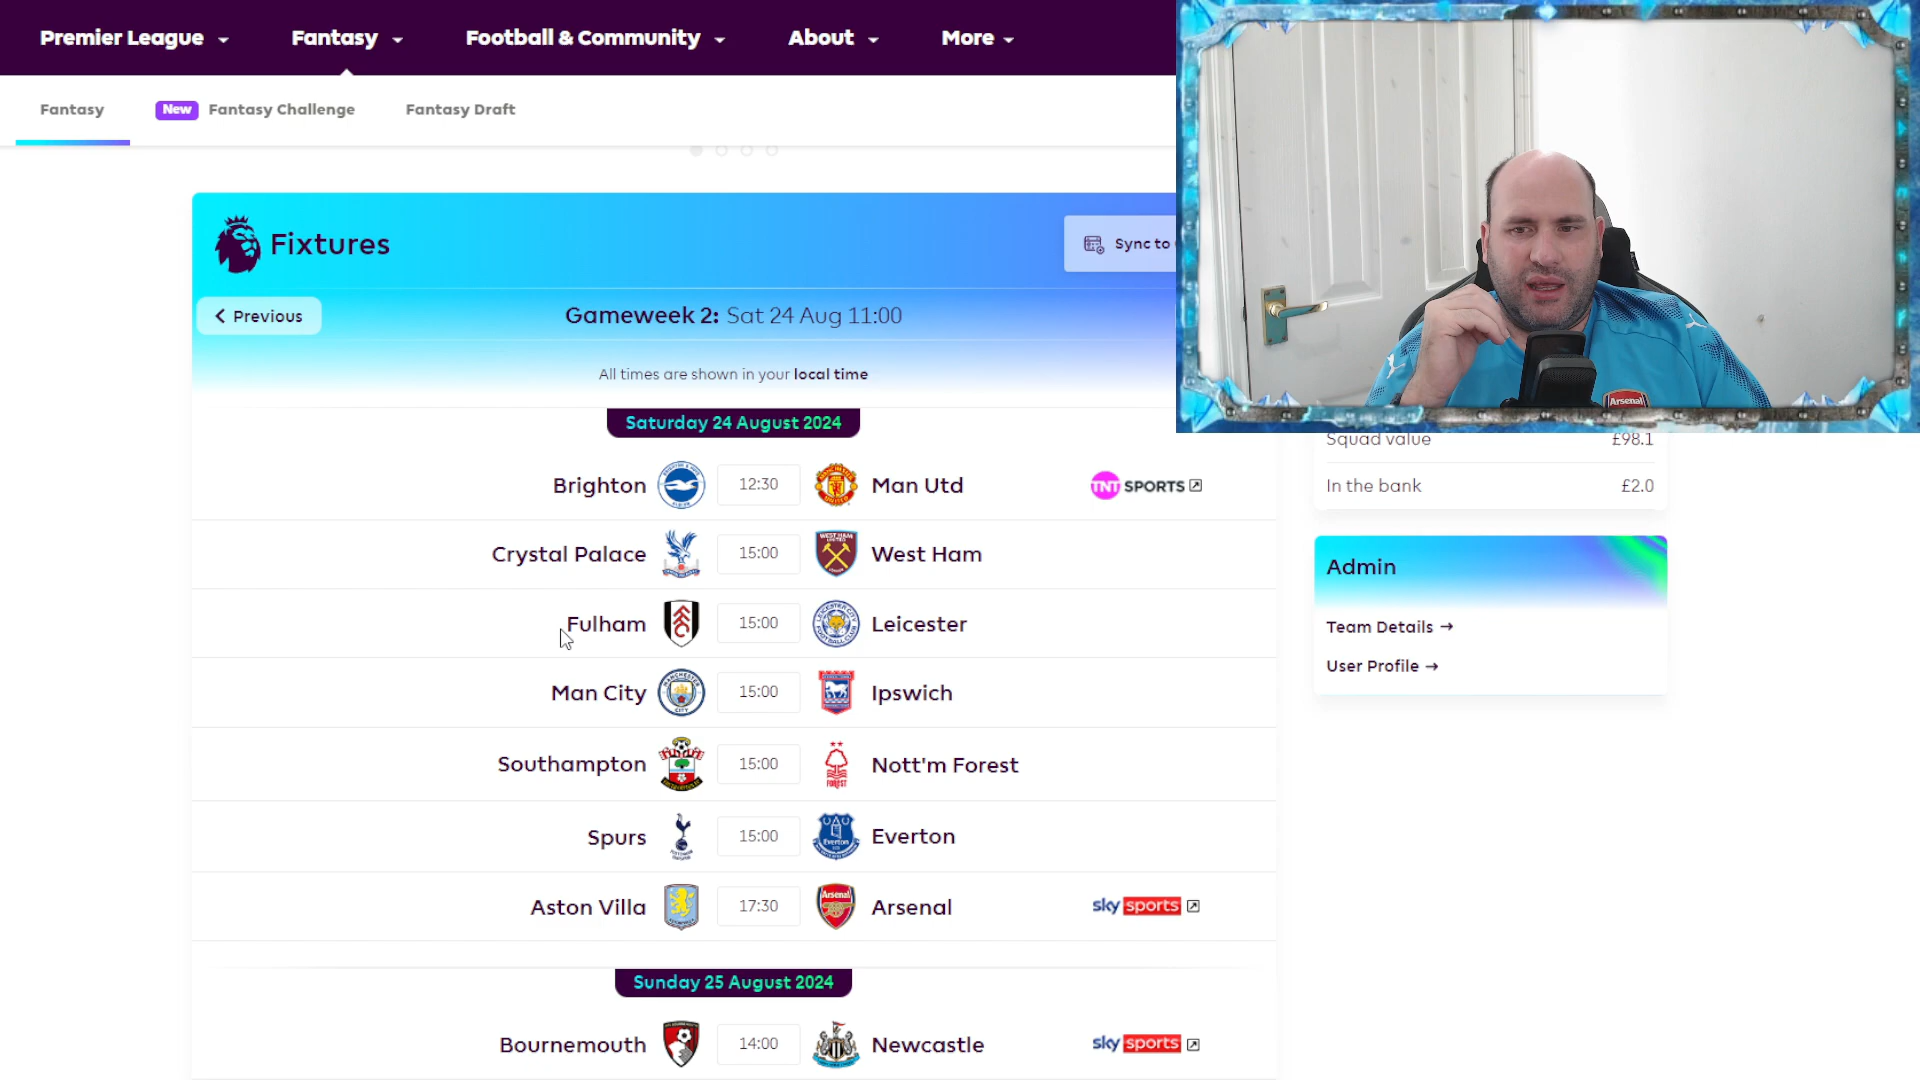 Premier League
Fantasy
Football & Community
About
More
Fantasy
New
Fantasy Challenge
Fantasy Draft
Fixtures
Sync to
Previous
Gameweek 2: Sat 24 Aug 11:00
All times are shown in your local time
Saturday 24 August 2024
Brighton 12:30 Man Utd TNT SPORTS
Crystal Palace 15:00 West Ham
Fulham 15:00 Leicester
Man City 15:00 Ipswich
Southampton 15:00 Nott'm Forest
Spurs 15:00 Everton
Aston Villa 17:30 Arsenal sky sports
Sunday 25 August 2024
Bournemouth 14:00 Newcastle sky sports
Arsenal
Squad value £98.1
In the bank £2.0
Admin
Team Details →
User Profile →